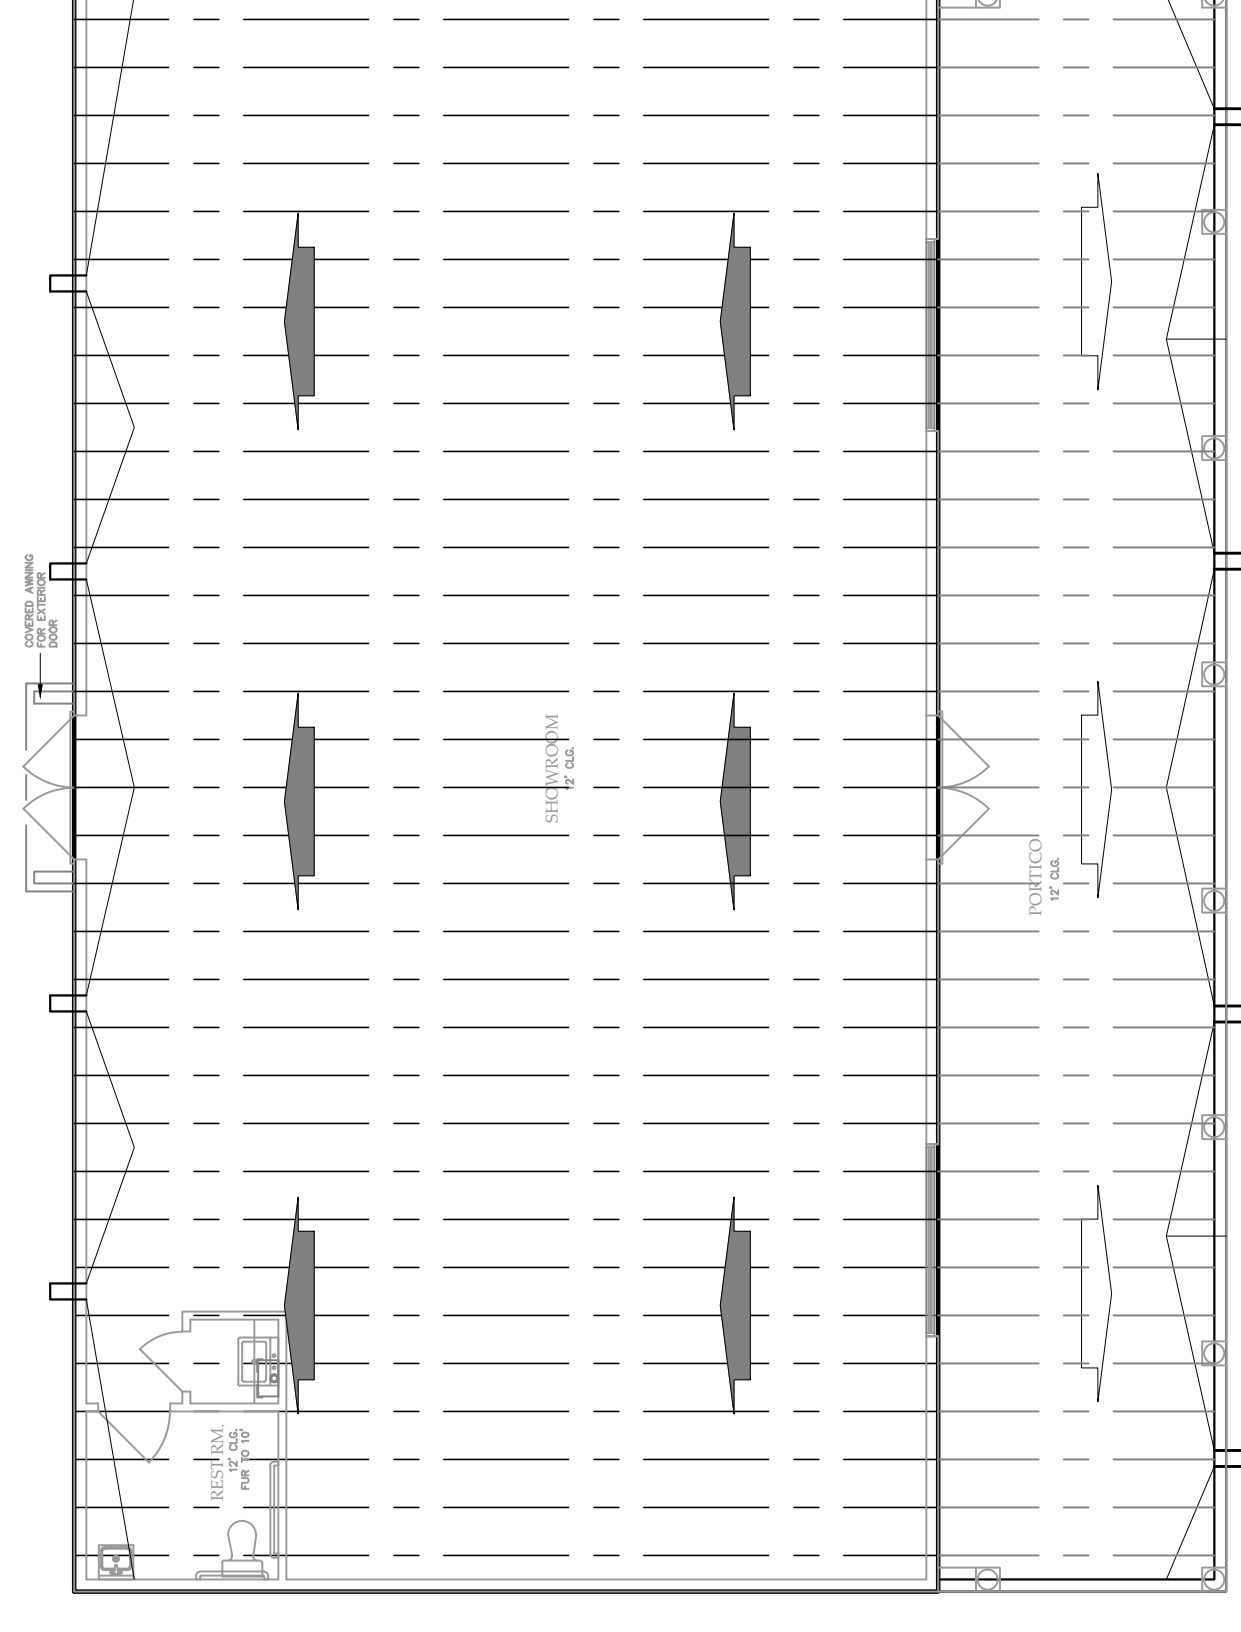 COVERED AWNING
FOR EXTERIOR
DOOR
SHOWROOM
12' CLG.
PORTICO
12' CLG.
REST RM.
12' CLG.
FUR TO 10'